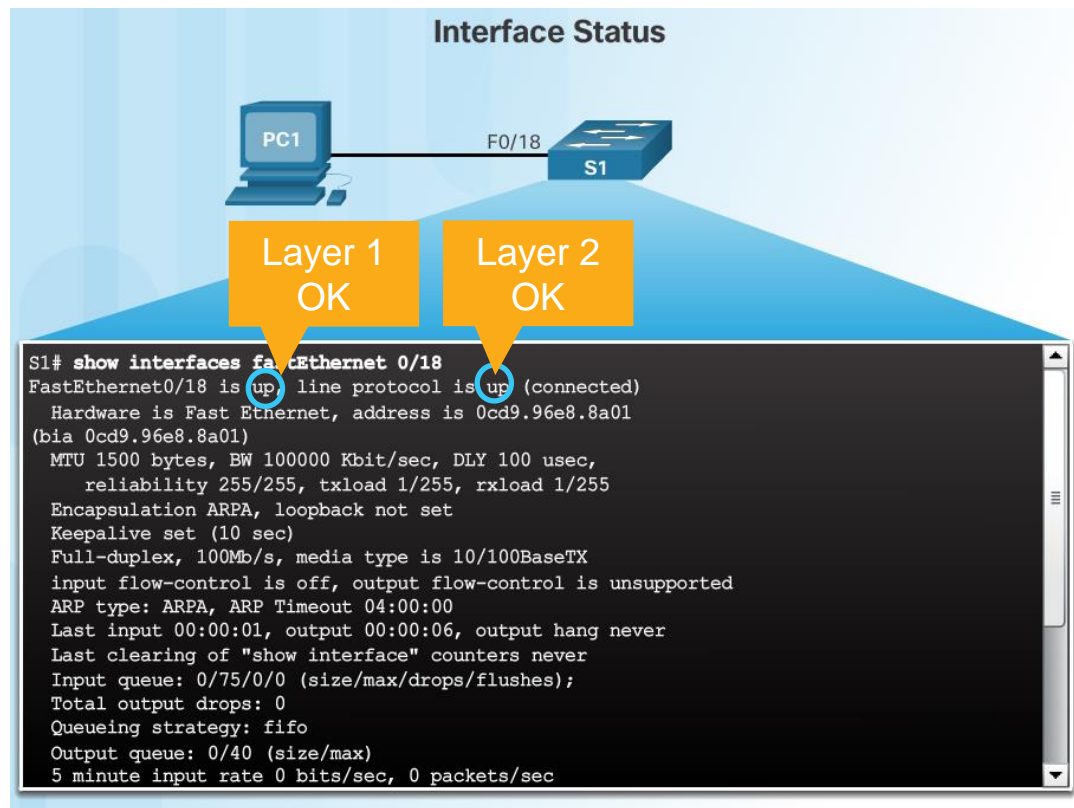 Interface Status
PC1
F0/18
S1
Layer 1
OK
Layer 2
OK
S1# show interfaces fastEthernet 0/18
FastEthernet0/18 is up, line protocol is up (connected)
Hardware is Fast Ethernet, address is 0cd9.96e8.8a01
(bia 0cd9.96e8.8a01)
MTU 1500 bytes, BW 100000 Kbit/sec, DLY 100 usec,
reliability 255/255, txload 1/255, rxload 1/255
Encapsulation ARPA, loopback not set
Keepalive set (10 sec)
Full-duplex, 100Mb/s, media type is 10/100BaseTX
input flow-control is off, output flow-control is unsupported
ARP type: ARPA, ARP Timeout 04:00:00
Last input 00:00:01, output 00:00:06, output hang never
Last clearing of "show interface" counters never
Input queue: 0/75/0/0 (size/max/drops/flushes);
Total output drops: 0
Queueing strategy: fifo
Output queue: 0/40 (size/max)
5 minute input rate 0 bits/sec, 0 packets/sec